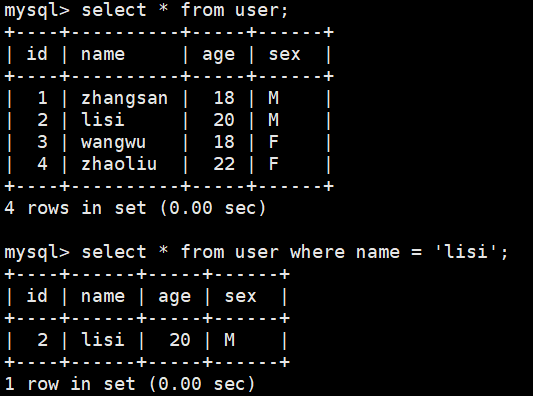 mysql> select * from user;
+----+----------+-----+------+
| id | name     | age | sex  |
+----+----------+-----+------+
|  1 | zhangsan |  18 | M    |
|  2 | lisi     |  20 | M    |
|  3 | wangwu   |  18 | F    |
|  4 | zhaoliu  |  22 | F    |
+----+----------+-----+------+
4 rows in set (0.00 sec)

mysql> select * from user where name = 'lisi';
+----+------+-----+------+
| id | name | age | sex  |
+----+------+-----+------+
|  2 | lisi |  20 | M    |
+----+------+-----+------+
1 row in set (0.00 sec)